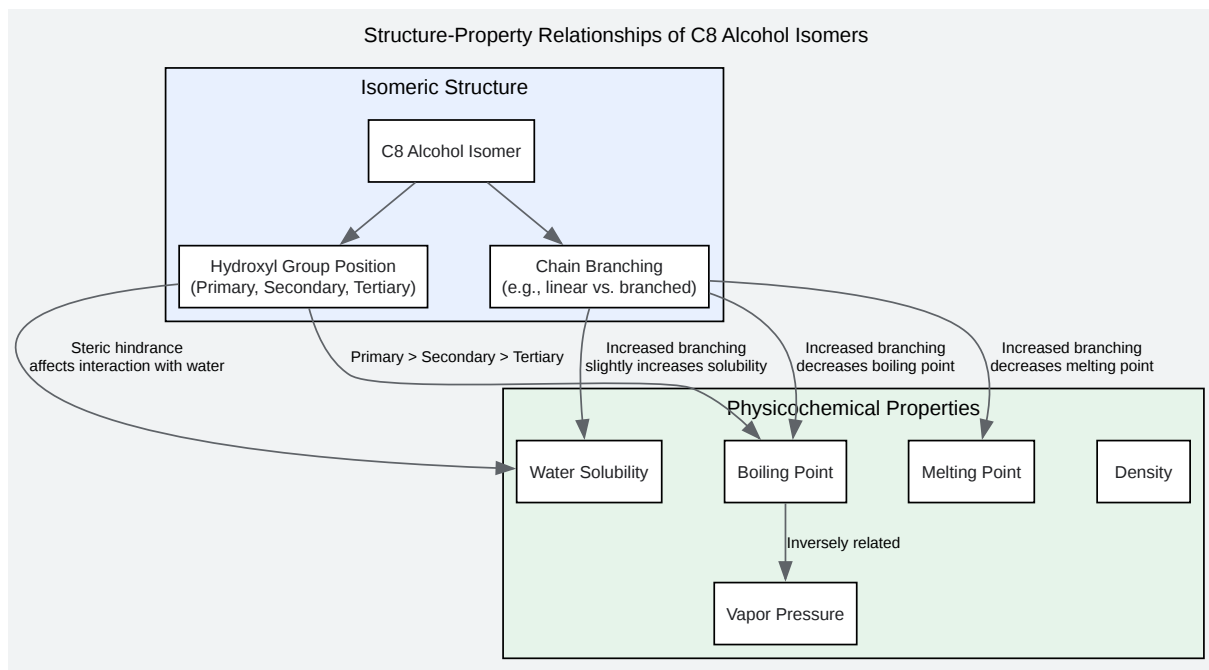 Structure-Property Relationships of C8 Alcohol Isomers
Isomeric Structure
C8 Alcohol Isomer
Hydroxyl Group Position
(Primary, Secondary, Tertiary)
Chain Branching
(e.g., linear vs. branched)
Steric hindrance
affects interaction with water
Primary > Secondary > Tertiary
Increased branching
slightly increases solubility
Increased branching
decreases boiling point
Increased branching
decreases melting point
Physicochemical Properties
Water Solubility
Boiling Point
Melting Point
Density
Inversely related
Vapor Pressure